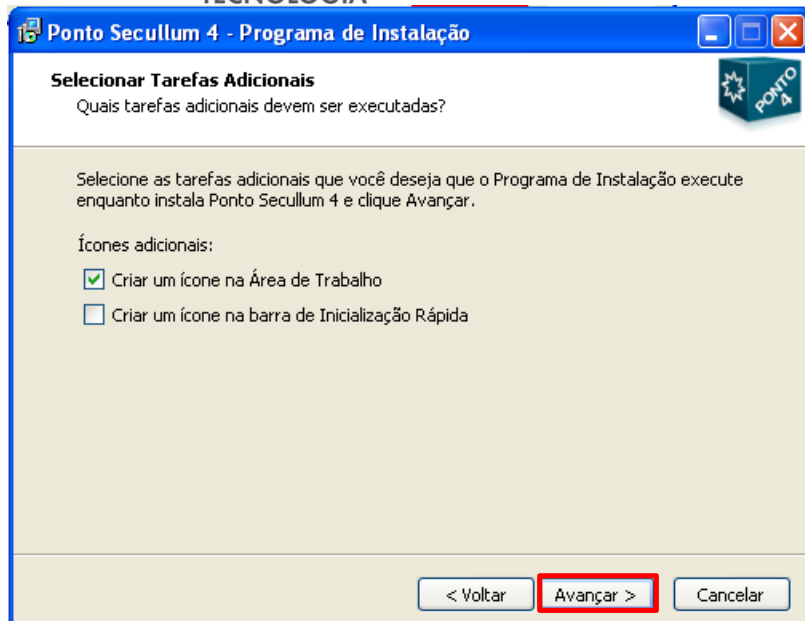 TECNOLOGIA
Ponto Secullum 4 - Programa de Instalação
Selecionar Tarefas Adicionais
Quais tarefas adicionais devem ser executadas?
PONTO
4
Selecione as tarefas adicionais que você deseja que o Programa de Instalação execute
enquanto instala Ponto Secullum 4 e clique Avançar.
Ícones adicionais:
Criar um ícone na Área de Trabalho
Criar um ícone na barra de Inicialização Rápida
< Voltar
Avançar >
Cancelar